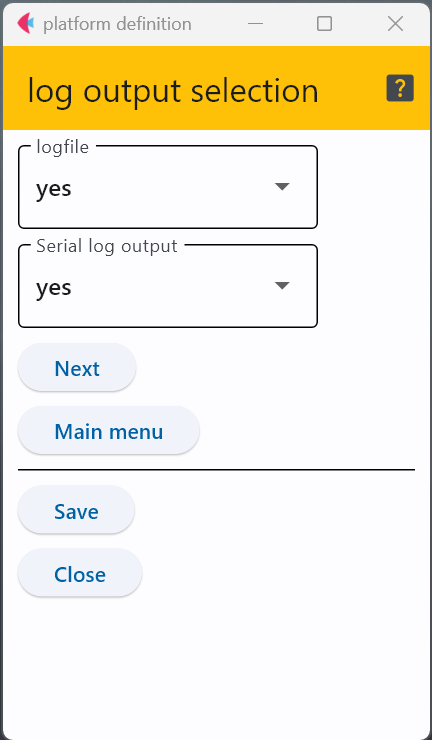 platform definition
log output selection
?
logfile
yes
Serial log output
yes
Next
Main menu
Save
Close